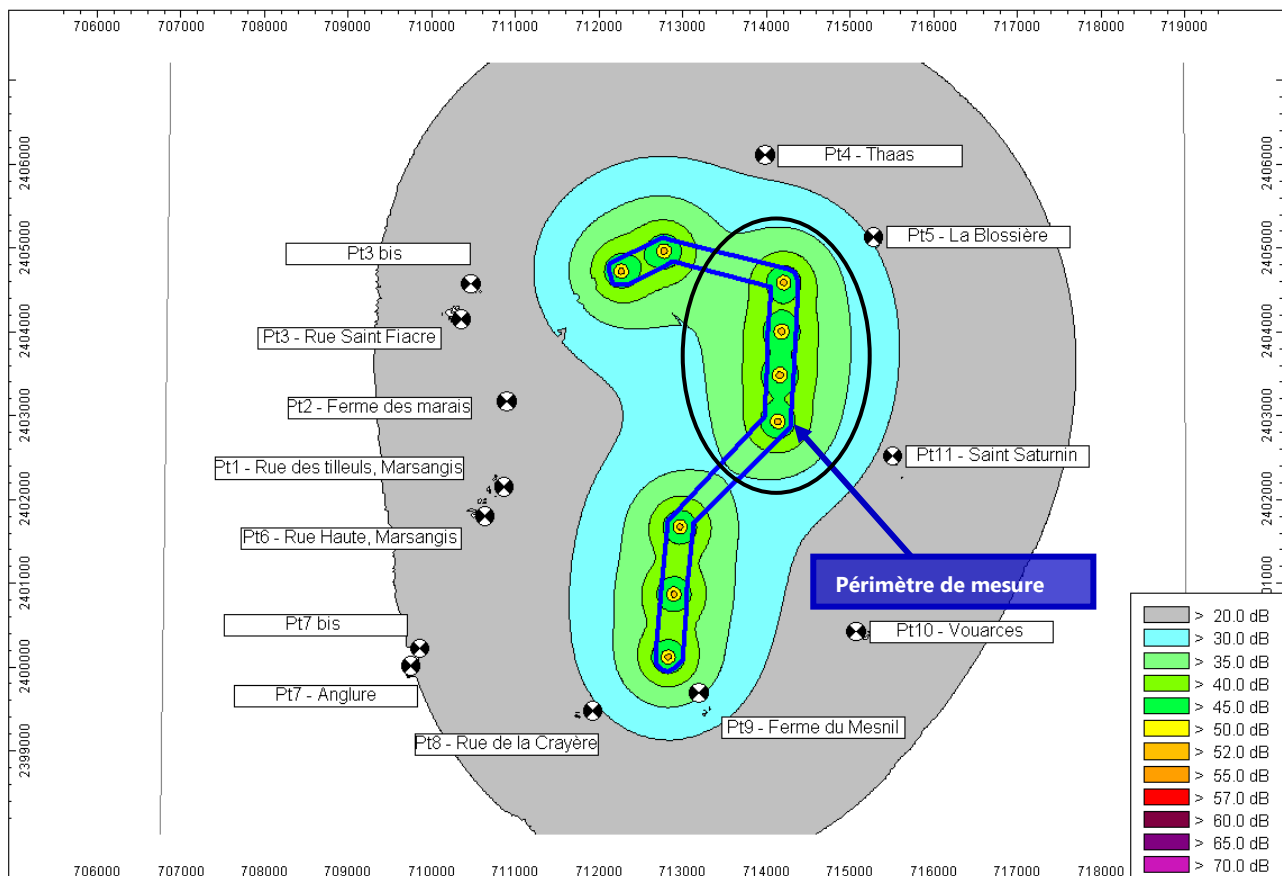 706000 707000 708000 709000 710000 711000 712000 713000 714000 715000 716000 717000 718000 719000
2406000
2405000
2404000
2403000
2402000
2401000
2400000
2399000
Pt4 - Thaas
Pt5 - La Blossière
Pt3 bis
Pt3 - Rue Saint Fiacre
Pt2 - Ferme des marais
Pt1 - Rue des tilleuls, Marsangis
Pt11 - Saint Saturnin
Pt6 - Rue Haute, Marsangis
Périmètre de mesure
Pt7 bis
Pt10 - Vouarces
Pt7 - Anglure
Pt9 - Ferme du Mesnil
Pt8 - Rue de la Crayère
2406000
2405000
2404000
2403000
2402000
2401000
> 20.0 dB
> 30.0 dB
> 35.0 dB
> 40.0 dB
> 45.0 dB
> 50.0 dB
> 52.0 dB
> 55.0 dB
> 57.0 dB
> 60.0 dB
> 65.0 dB
> 70.0 dB
706000 707000 708000 709000 710000 711000 712000 713000 714000 715000 716000 717000 718000